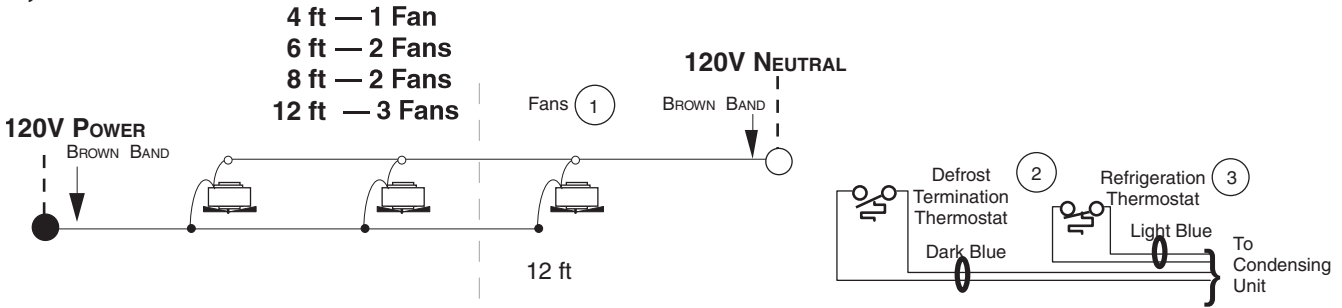 4 ft — 1 Fan
6 ft — 2 Fans
8 ft — 2 Fans
12 ft — 3 Fans
120V NEUTRAL
Fans 1
BROWN BAND
120V POWER
BROWN BAND
Defrost
Termination
Thermostat
2
Refrigeration
Thermostat
3
Light Blue
Dark Blue
To
Condensing
Unit
12 ft